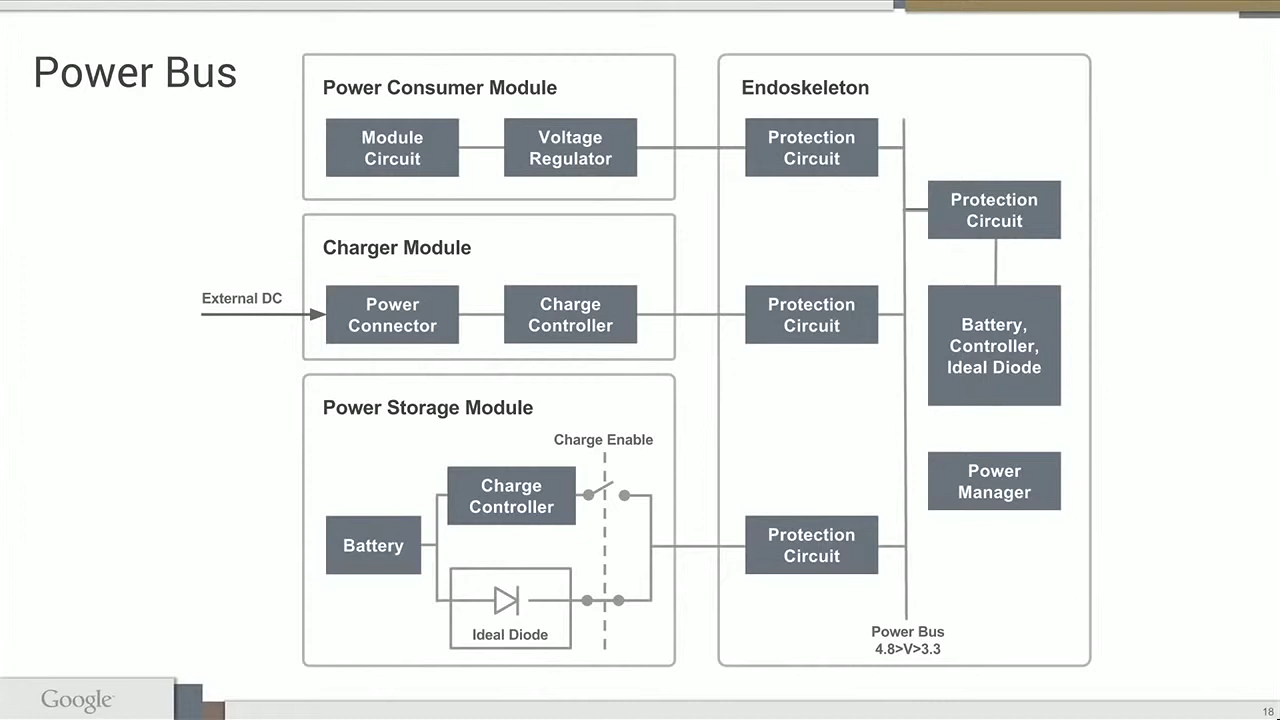 Power Bus
Power Consumer Module
Module
Circuit
Voltage
Regulator
Charger Module
External DC
Power
Connector
Charge
Controller
Power Storage Module
Charge Enable
Charge
Controller
Battery
Ideal Diode
Endoskeleton
Protection
Circuit
Protection
Circuit
Protection
Circuit
Battery,
Controller,
Ideal Diode
Power
Manager
Protection
Circuit
Power Bus
4.8>V>3.3
Google
18